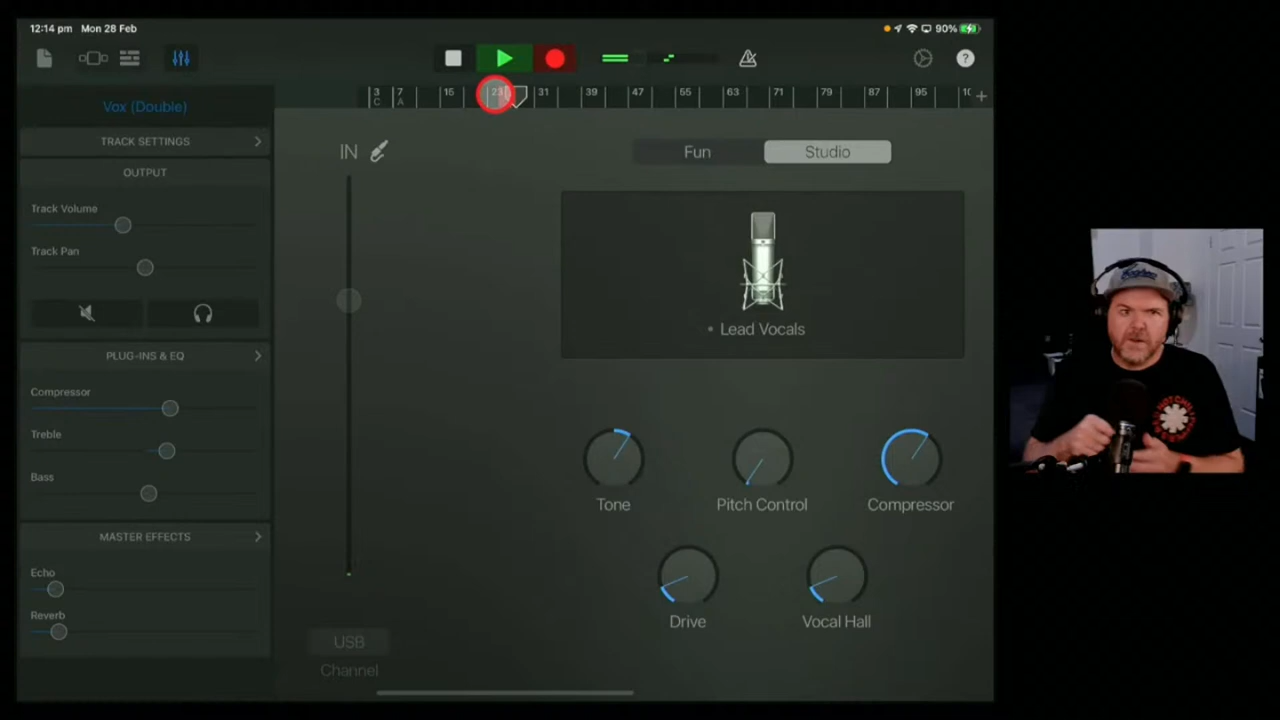 12:14 pm Mon 28 Feb
90%
3 7 15 23 31 39 47 55 63 71 79 87 95 10
C A
Vox (Double)
TRACK SETTINGS
OUTPUT
Track Volume
Track Pan
PLUG-INS & EQ
Compressor
Treble
Bass
MASTER EFFECTS
Echo
Reverb
IN
USB
Channel
Fun Studio
Lead Vocals
Tone Pitch Control Compressor
Drive Vocal Hall